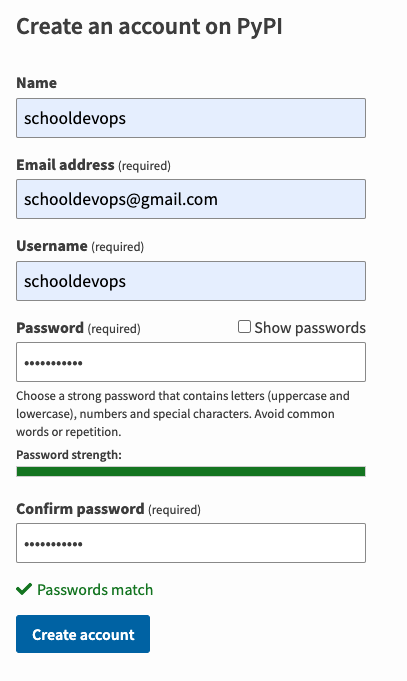 Create an account on PyPI
Name
schooldevops
Email address (required)
schooldevops@gmail.com
Username (required)
schooldevops
Password (required) Show passwords
•••••••••••
Choose a strong password that contains letters (uppercase and
lowercase), numbers and special characters. Avoid common
words or repetition.
Password strength:
Confirm password (required)
•••••••••••
Passwords match
Create account